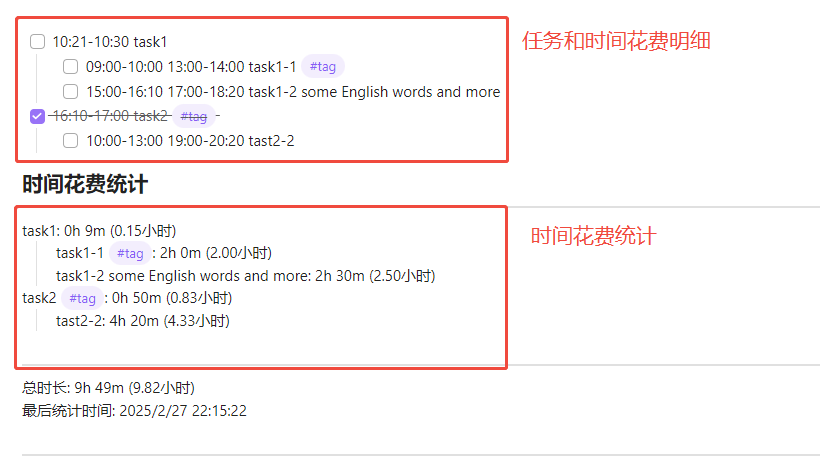 10:21-10:30 task1
任务和时间花费明细
09:00-10:00 13:00-14:00 task1-1 #tag
15:00-16:10 17:00-18:20 task1-2 some English words and more
16:10-17:00 task2 #tag
10:00-13:00 19:00-20:20 tast2-2
时间花费统计
task1: 0h 9m (0.15小时)
时间花费统计
task1-1 #tag: 2h 0m (2.00小时)
task1-2 some English words and more: 2h 30m (2.50小时)
task2 #tag: 0h 50m (0.83小时)
tast2-2: 4h 20m (4.33小时)
总时长: 9h 49m (9.82小时)
最后统计时间: 2025/2/27 22:15:22